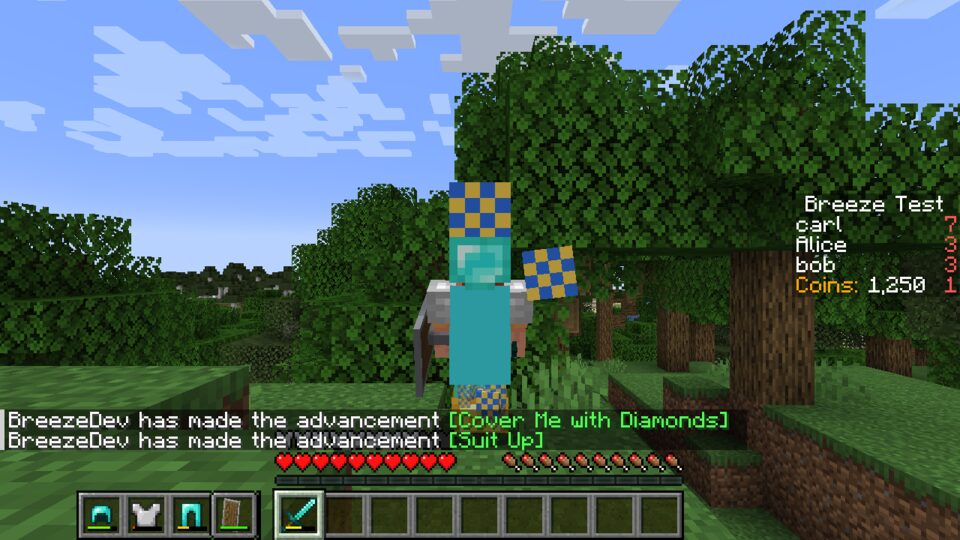 Breeze Test
carl 7
Alice 3
bob 3
Coins: 1,250 1
BreezeDev has made the advancement [Cover Me with Diamonds]
BreezeDev has made the advancement [Suit Up]